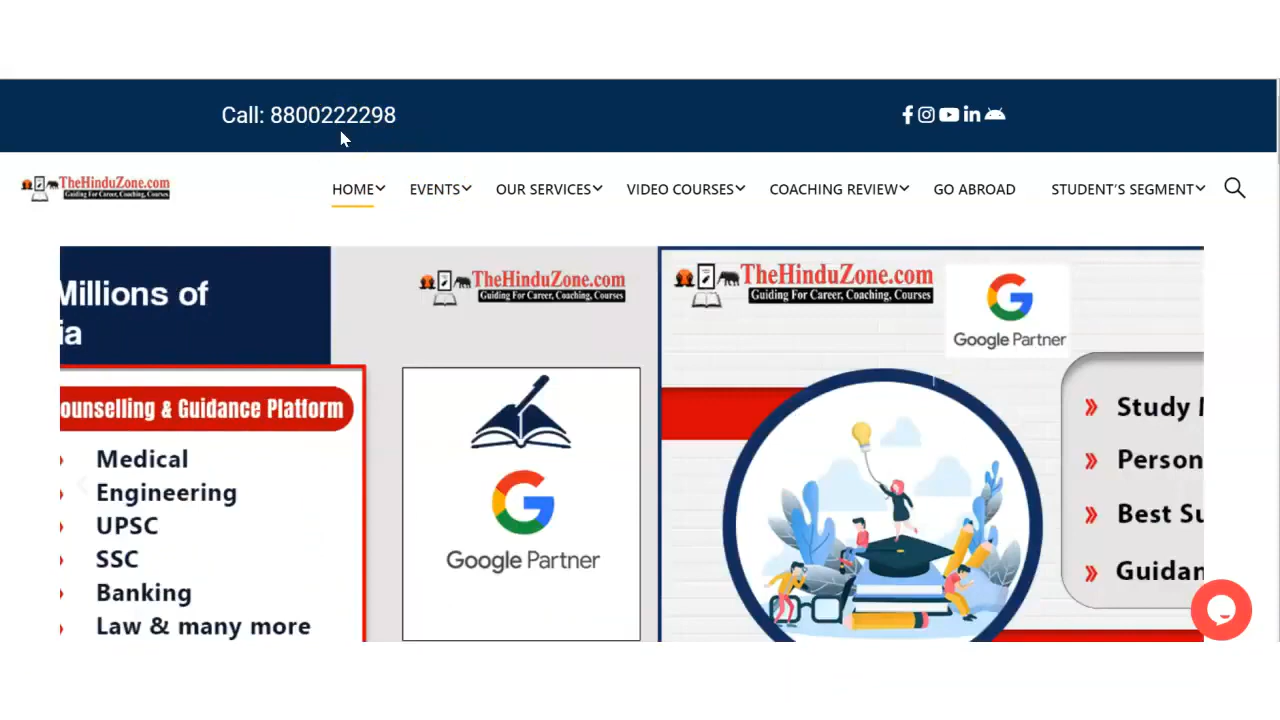 Call: 8800222298
TheHinduZone.com
Guiding For Career, Coaching, Courses
HOME EVENTS OUR SERVICES VIDEO COURSES COACHING REVIEW GO ABROAD STUDENT'S SEGMENT
Millions of
ia
ounselling & Guidance Platform
Medical
Engineering
UPSC
SSC
Banking
Law & many more
TheHinduZone.com
Guiding For Career, Coaching, Courses
Google Partner
TheHinduZone.com
Guiding For Career, Coaching, Courses
Google Partner
Study
Person
Best Su
Guidan